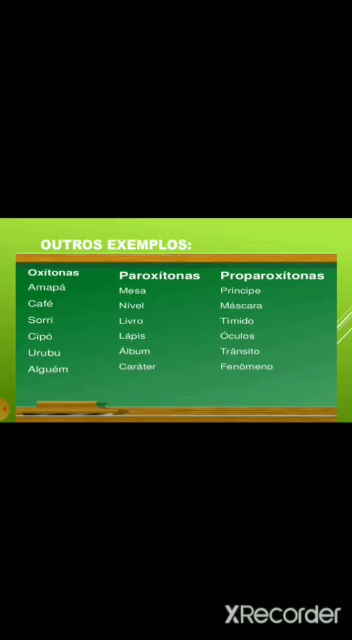 OUTROS EXEMPLOS:
Oxítonas
Amapá
Café
Sorri
Cipó
Urubu
Alguém
Paroxítonas
Mesa
Nível
Livro
Lápis
Álbum
Caráter
Proparoxítonas
Príncipe
Máscara
Tímido
Óculos
Trânsito
Fenômeno
XRecorder